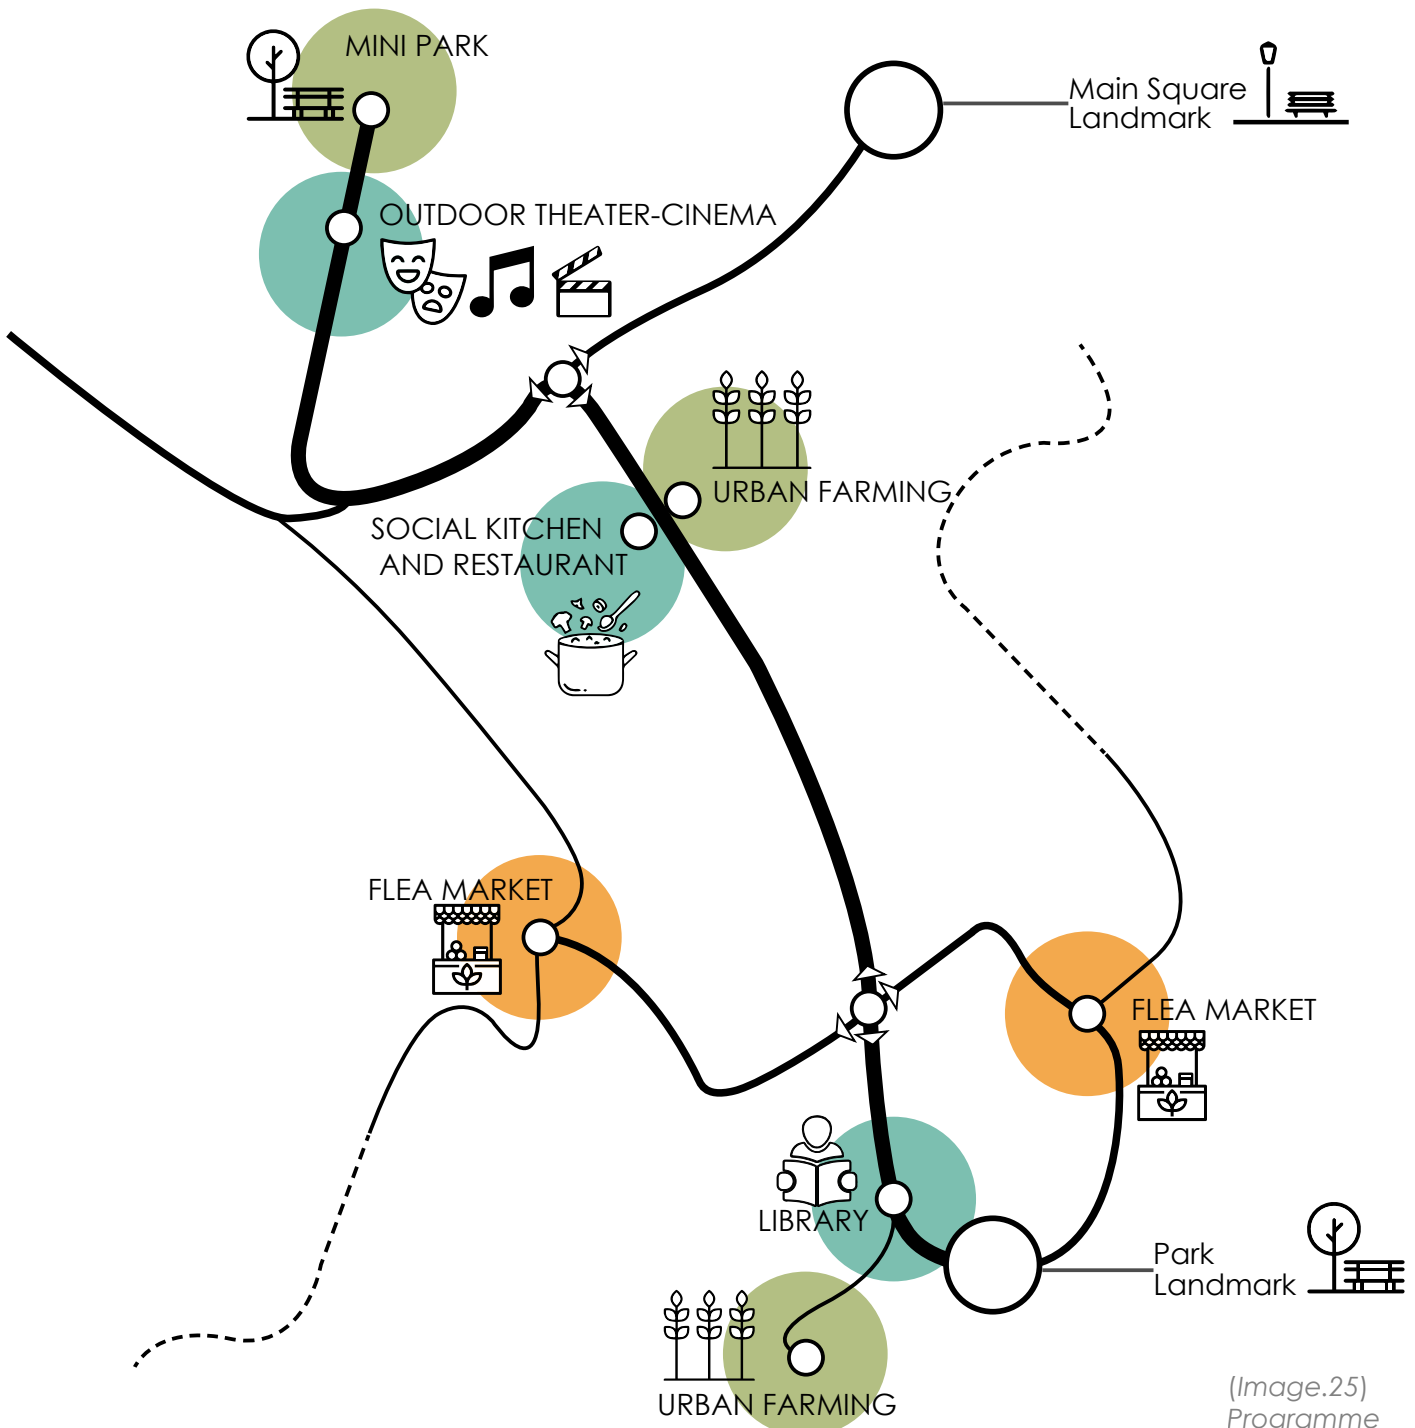 MINI PARK
Main Square
Landmark
OUTDOOR THEATER-CINEMA
URBAN FARMING
SOCIAL KITCHEN
AND RESTAURANT
FLEA MARKET
FLEA MARKET
LIBRARY
Park
Landmark
URBAN FARMING
(Image.25)
Programme